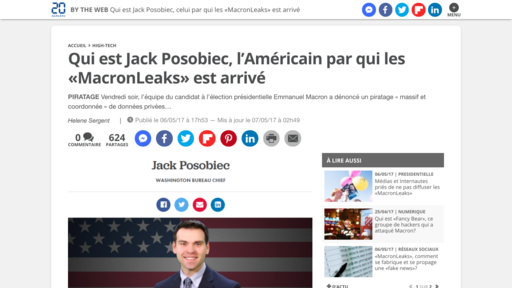 20
MINUTES
BY THE WEB Qui est Jack Posobiec, celui par qui les «MacronLeaks» est arrivé
MENU
ACCUEIL > HIGH-TECH
Qui est Jack Posobiec, l’Américain par qui les
«MacronLeaks» est arrivé
PIRATAGE Vendredi soir, l’équipe du candidat à l’élection présidentielle Emmanuel Macron a dénoncé un piratage « massif et
coordonnée » de données privées…
Helene Sergent | Publié le 06/05/17 à 17h53 — Mis à jour le 07/05/17 à 02h49
0
COMMENTAIRE
624
PARTAGES
Jack Posobiec
WASHINGTON BUREAU CHIEF
À LIRE AUSSI
06/05/17 | PRESIDENTIELLE
Médias et internautes
priés de ne pas diffuser les
«MacronLeaks»
25/04/17 | NUMERIQUE
Qui est «Fancy Bear», ce
groupe de hackers qui a
attaqué Macron?
06/05/17 | RÉSEAUX SOCIAUX
«MacronLeaks», comment
se fabrique et se propage
une «fake news»?
1 SUR 2